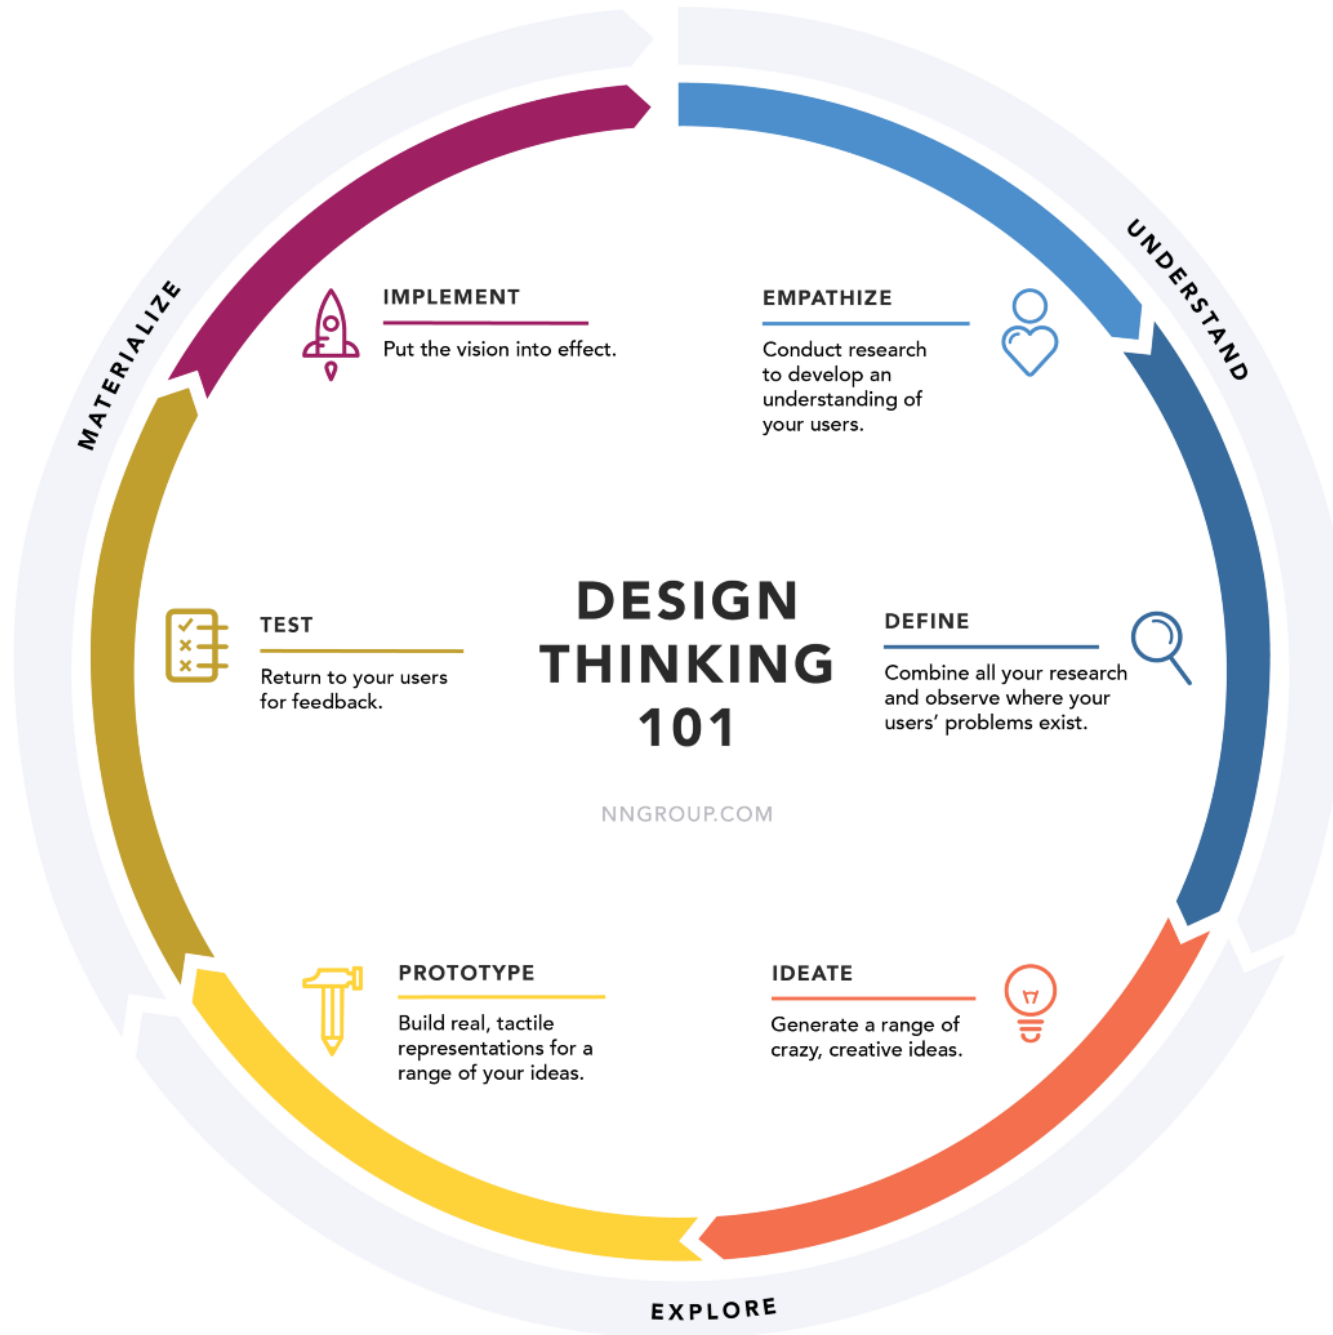 DESIGN
THINKING
101
NNGROUP.COM
UNDERSTAND
EMPATHIZE
Conduct research
to develop an
understanding of
your users.
DEFINE
Combine all your research
and observe where your
users’ problems exist.
EXPLORE
IDEATE
Generate a range of
crazy, creative ideas.
PROTOTYPE
Build real, tactile
representations for a
range of your ideas.
MATERIALIZE
TEST
Return to your users
for feedback.
IMPLEMENT
Put the vision into effect.